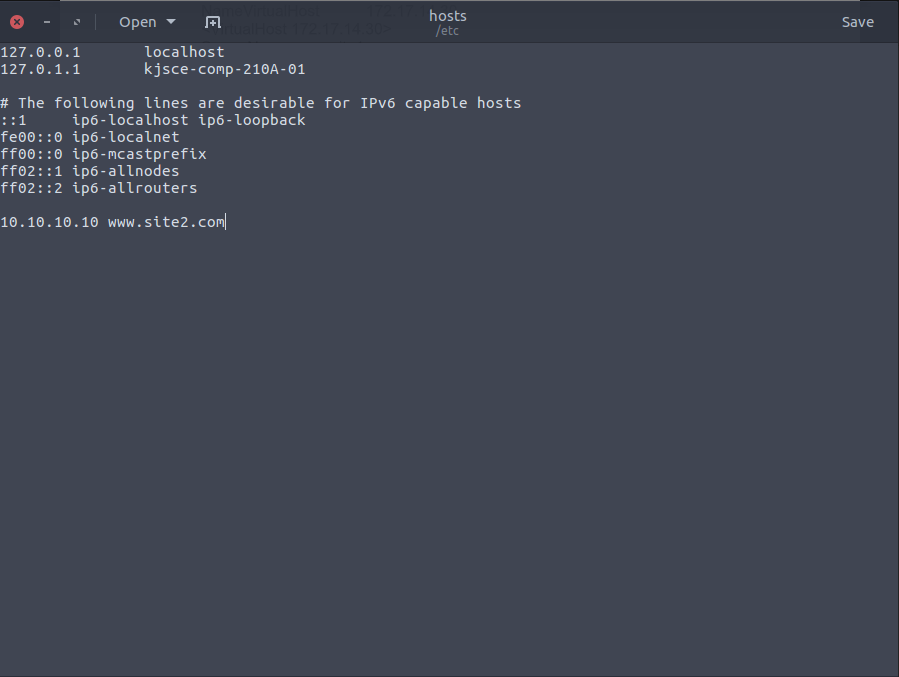 Open
hosts
/etc
Save
127.0.0.1       localhost
127.0.1.1       kjsce-comp-210A-01
# The following lines are desirable for IPv6 capable hosts
::1     ip6-localhost ip6-loopback
fe00::0 ip6-localnet
ff00::0 ip6-mcastprefix
ff02::1 ip6-allnodes
ff02::2 ip6-allrouters
10.10.10.10 www.site2.com